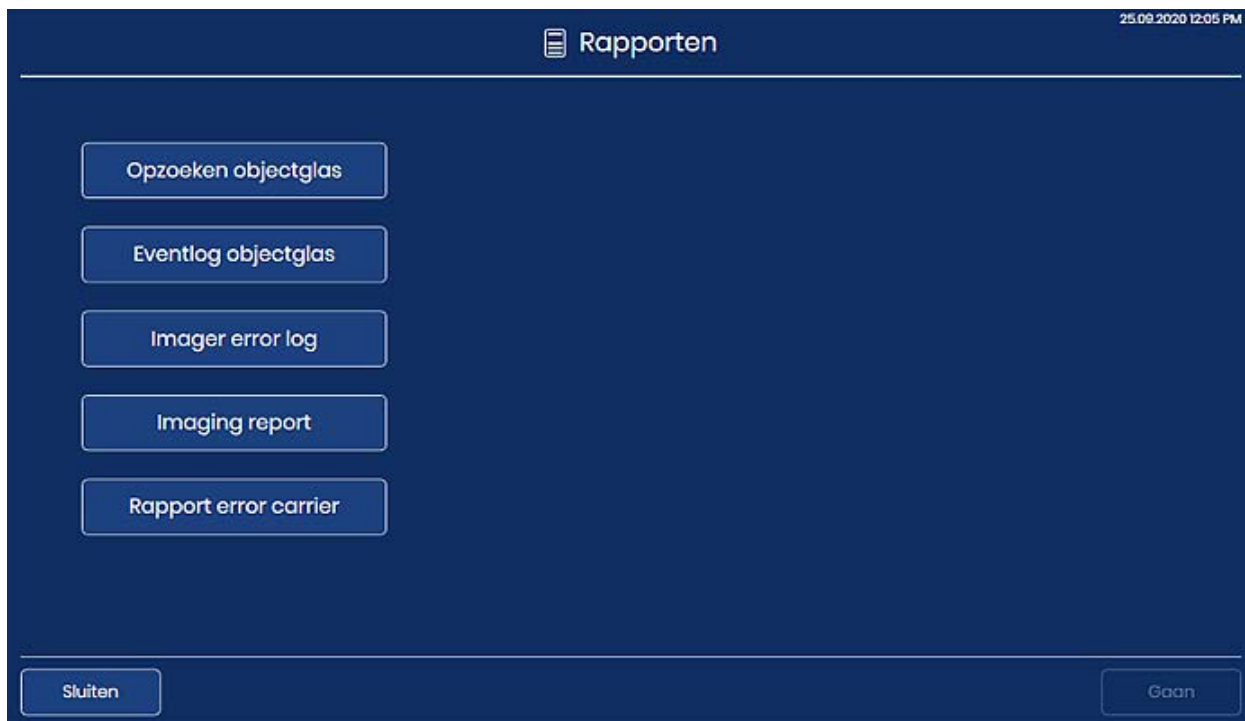 25.09.2020 12:05 PM
Rapporten
Opzoeken objectglas
Eventlog objectglas
Imager error log
Imaging report
Rapport error carrier
Sluiten
Gaan